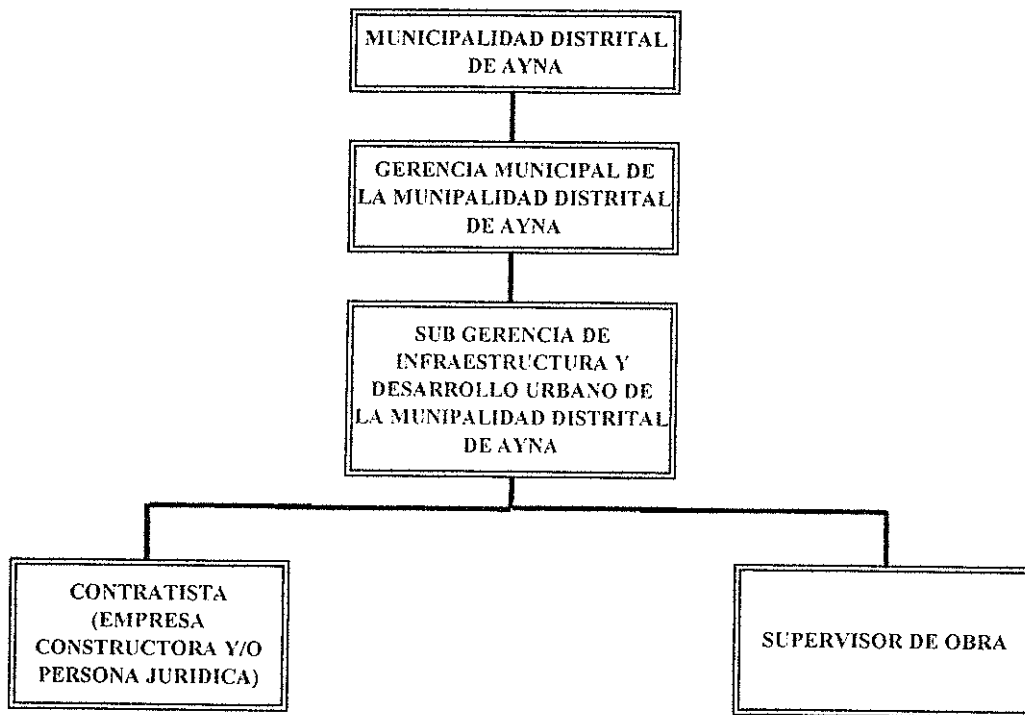 MUNICIPALIDAD DISTRITAL
DE AYNA
GERENCIA MUNICIPAL DE
LA MUNIPALIDAD DISTRITAL
DE AYNA
SUB GERENCIA DE
INFRAESTRUCTURA Y
DESARROLLO URBANO DE
LA MUNIPALIDAD DISTRITAL
DE AYNA
CONTRATISTA
(EMPRESA
CONSTRUCTORA Y/O
PERSONA JURIDICA)
SUPERVISOR DE OBRA